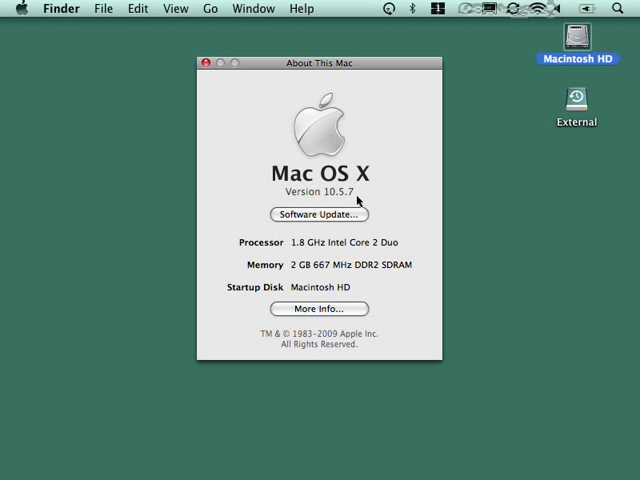 Finder File Edit View Go Window Help 1
About This Mac
Macintosh HD
External
Mac OS X
Version 10.5.7
Software Update...
Processor 1.8 GHz Intel Core 2 Duo
Memory 2 GB 667 MHz DDR2 SDRAM
Startup Disk Macintosh HD
More Info...
TM & © 1983-2009 Apple Inc.
All Rights Reserved.